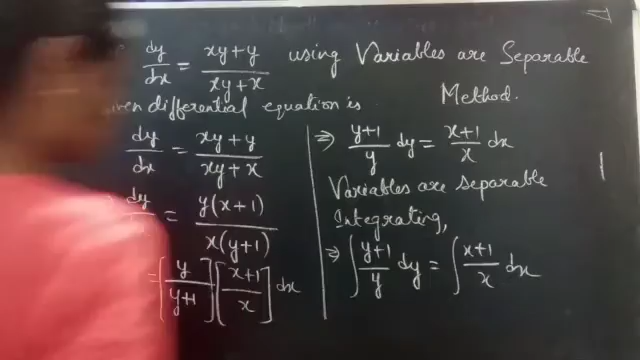 dy/dx = xy+y / xy+x using Variables are Separable
Method.
differential equation is
dy/dx = xy+y / xy+x
dy = y(x+1) / x(y+1)
= [y / y+1] [x+1 / x] dx
⇒ y+1 / y dy = x+1 / x dx
Variables are separable
Integrating,
⇒ ∫ y+1 / y dy = ∫ x+1 / x dx